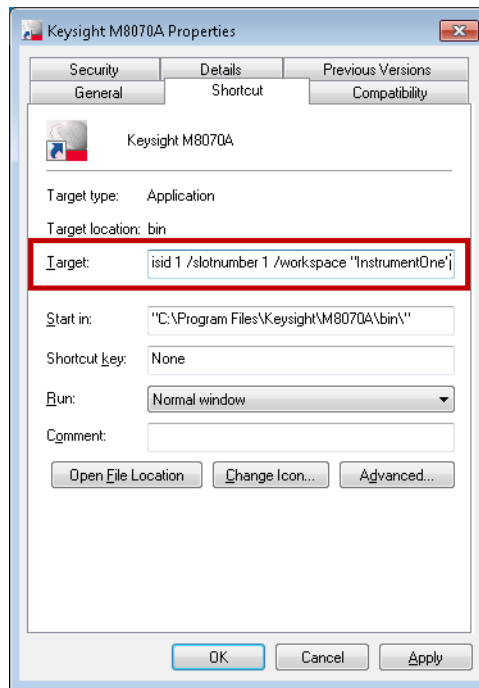 Keysight M8070A Properties
Security Details Previous Versions
General Shortcut Compatibility
Keysight M8070A
Target type: Application
Target location: bin
Target: isid 1 /slotnumber 1 /workspace "InstrumentOne"
Start in: "C:\Program Files\Keysight\M8070A\bin\"
Shortcut key: None
Run: Normal window
Comment:
Open File Location Change Icon... Advanced...
OK Cancel Apply